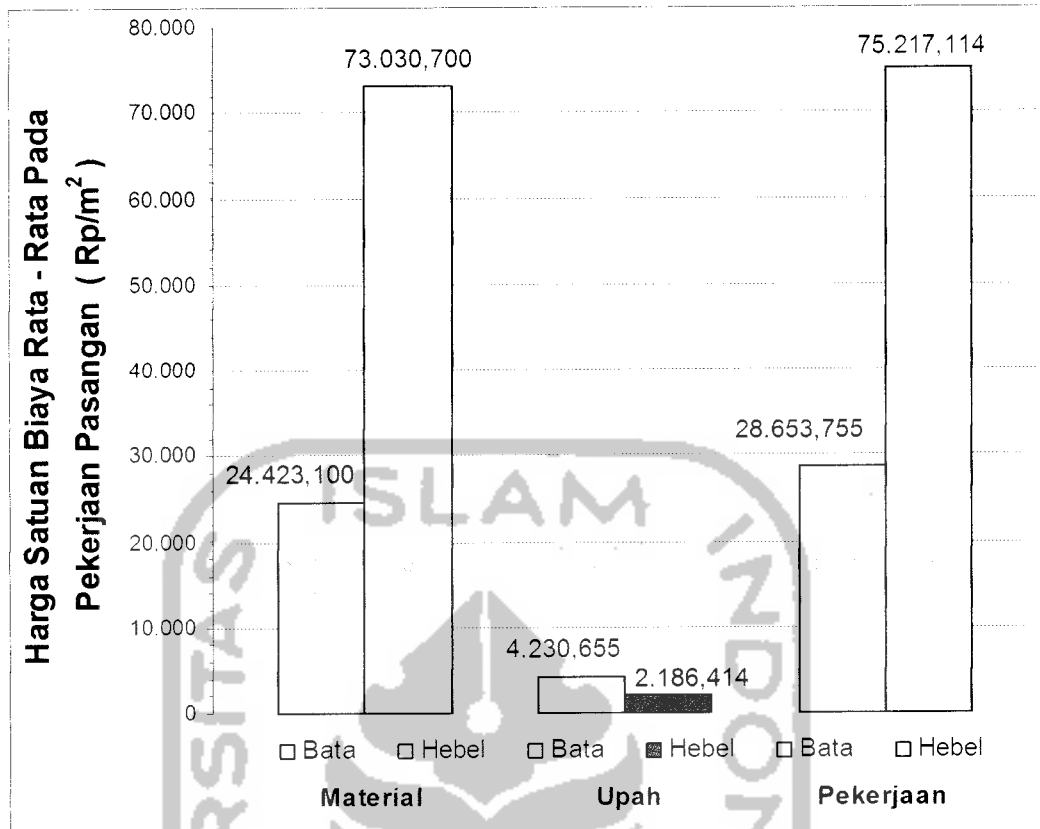 Harga Satuan Biaya Rata - Rata Pada
Pekerjaan Pasangan ( Rp/m²)
80.000
70.000
60.000
50.000
40.000
30.000
20.000
10.000
0
73.030,700
75.217,114
24.423,100
28.653,755
4.230,655
2.186,414
Bata Hebel Bata Hebel Bata Hebel
Material Upah Pekerjaan
ISLAM
RSITAS
INDON